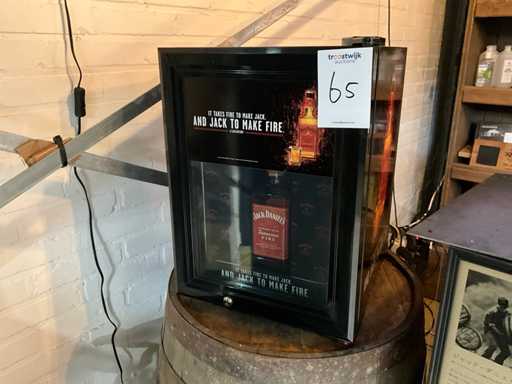 troostwijk
auctions
65
IT TAKES FIRE TO MAKE JACK.
AND JACK TO MAKE FIRE.
JACK DANIEL'S
FIRE
IT TAKES FIRE TO MAKE JACK
AND JACK TO MAKE FIRE